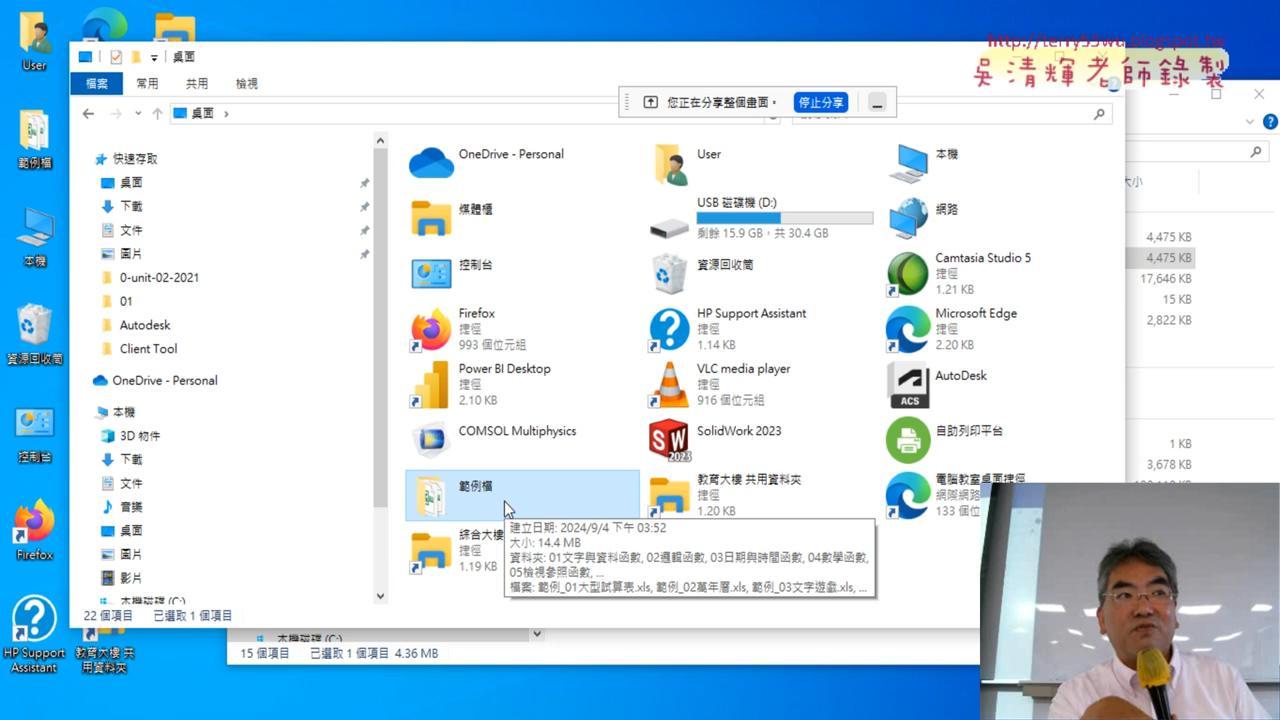 http://terry55wu.blogspot.tw
吳清輝老師錄製
User
範例檔
本機
資源回收筒
控制台
Firefox
HP Support
Assistant
教育大樓 共
用資料夾
桌面
檔案
常用
共用
檢視
桌面
您正在分享整個畫面。
停止分享
快速存取
桌面
下載
文件
圖片
0-unit-02-2021
01
Autodesk
Client Tool
OneDrive - Personal
本機
3D 物件
下載
文件
音樂
桌面
圖片
影片
本機磁碟 (C:)
OneDrive - Personal
User
本機
媒體櫃
USB 磁碟機 (D:)
剩餘 15.9 GB，共 30.4 GB
網路
控制台
資源回收筒
Camtasia Studio 5
捷徑
1.21 KB
Firefox
捷徑
993 個位元組
HP Support Assistant
捷徑
1.14 KB
Microsoft Edge
捷徑
2.20 KB
Power BI Desktop
捷徑
2.10 KB
VLC media player
捷徑
916 個位元組
AutoDesk
ACS
COMSOL Multiphysics
SW
2023
SolidWork 2023
自助列印平台
範例檔
教育大樓 共用資料夾
捷徑
1.20 KB
電腦教室桌面捷徑
網際網路
133 個位
綜合大樓
捷徑
1.19 KB
建立日期: 2024/9/4 下午 03:52
大小: 14.4 MB
資料夾: 01文字與資料函數, 02邏輯函數, 03日期與時間函數, 04數學函數,
05檢視參照函數, ...
檔案: 範例_01大型試算表.xls, 範例_02萬年曆.xls, 範例_03文字遊戲.xls, ...
22 個項目
已選取 1 個項目
本機磁碟 (C:)
15 個項目
已選取 1 個項目 4.36 MB
大小
4,475 KB
4,475 KB
17,646 KB
15 KB
2,822 KB
1 KB
3,678 KB